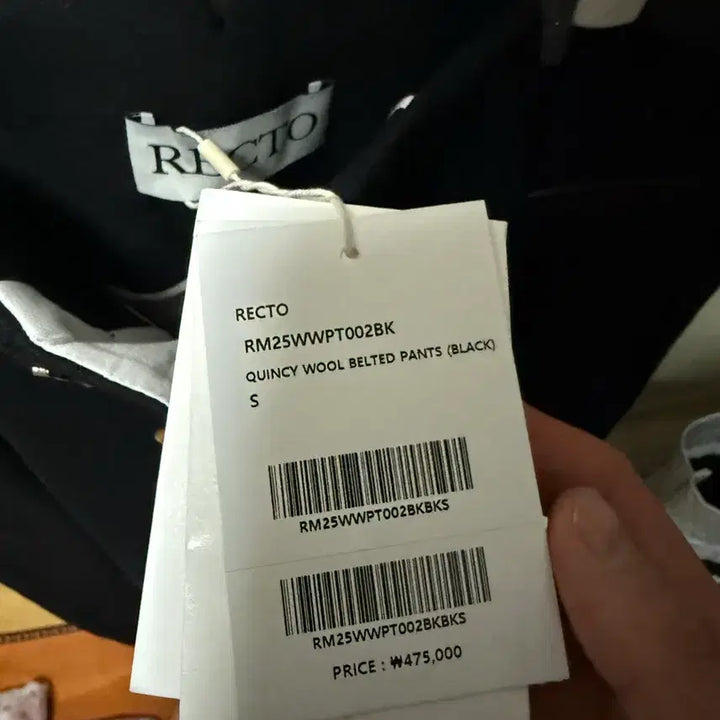 RECTO
RECTO
RM25WWPT002BK
QUINCY WOOL BELTED PANTS (BLACK)
S
RM25WWPT002BKBKS
RM25WWPT002BKBKS
PRICE : ₩475,000